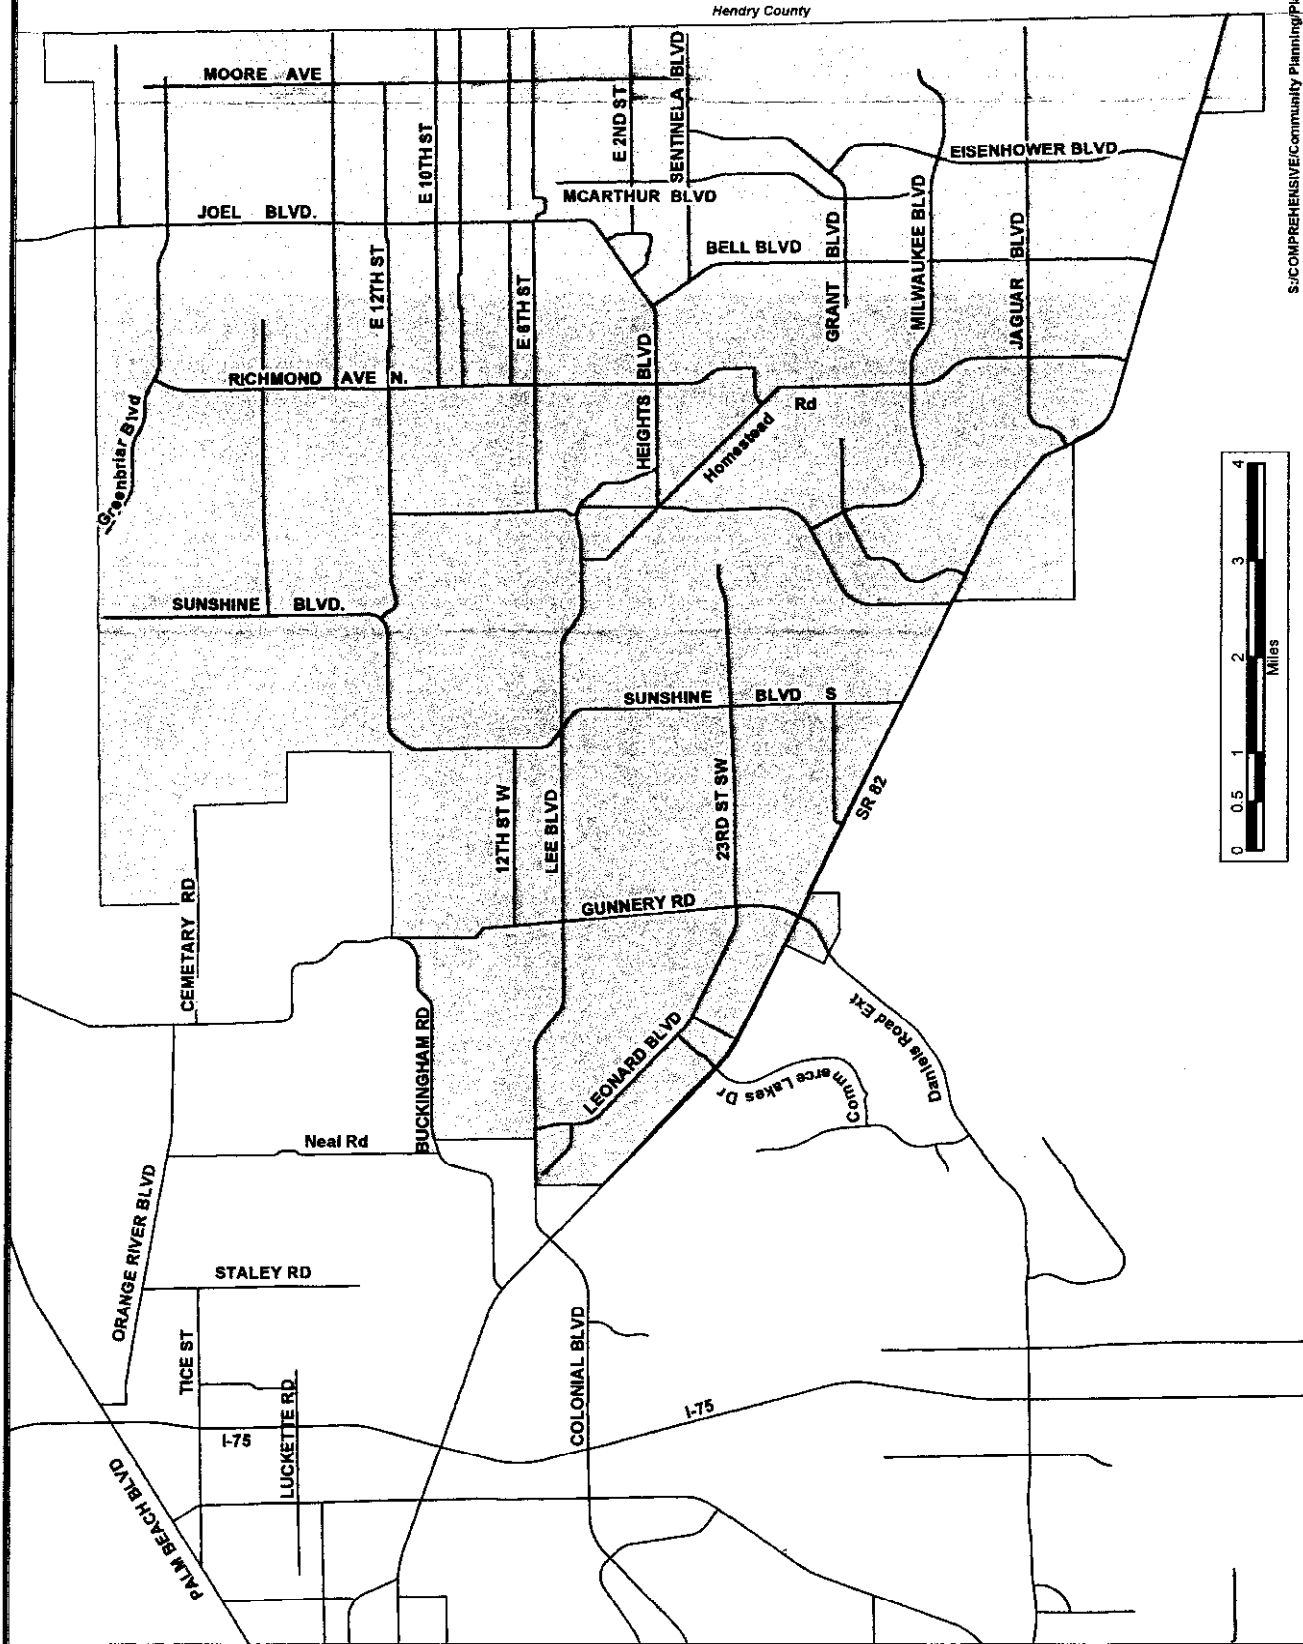 Hendry County
S:/COMPREHENSIVE/Community Planning/Pl
MOORE AVE
E 10TH ST
E 2ND ST
SENTINELA BLVD
EISENHOWER BLVD
MCARTHUR BLVD
JOEL BLVD.
E 12TH ST
E 6TH ST
BELL BLVD
GRANT BLVD
MILWAUKEE BLVD
JAGUAR BLVD
HEIGHTS BLVD
RICHMOND AVE N.
Greenbriar Blvd
Homestead Rd
SUNSHINE BLVD.
SUNSHINE BLVD S
12TH ST W
LEE BLVD
23RD ST SW
SR 82
CEMETARY RD
GUNNERY RD
BUCKINGHAM RD
LEONARD BLVD
Daniels Road Ext
Commerce Lakes Dr
Neal Rd
ORANGE RIVER BLVD
STALEY RD
TICE ST
LUCKETTE RD
COLONIAL BLVD
I-75
I-75
PALM BEACH BLVD
0 0.5 1 2 3 4
Miles